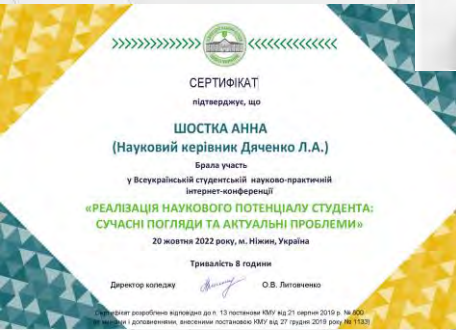 СЕРТИФІКАТ
підтверджує, що
ШОСТКА АННА
(Науковий керівник Дяченко Л.А.)
Брала участь
у Всеукраїнській студентській науково-практичній
інтернет-конференції
«РЕАЛІЗАЦІЯ НАУКОВОГО ПОТЕНЦІАЛУ СТУДЕНТА:
СУЧАСНІ ПОГЛЯДИ ТА АКТУАЛЬНІ ПРОБЛЕМИ»
20 жовтня 2022 року, м. Ніжин, Україна
Тривалість 8 години
Директор коледжу О.В. Литовченко
Сертифікат розроблено відповідно до п. 13 постанови КМУ від 21 серпня 2019 р. № 800
(зі змінами і доповненнями, внесеними постановою КМУ від 27 грудня 2019 року № 1133)